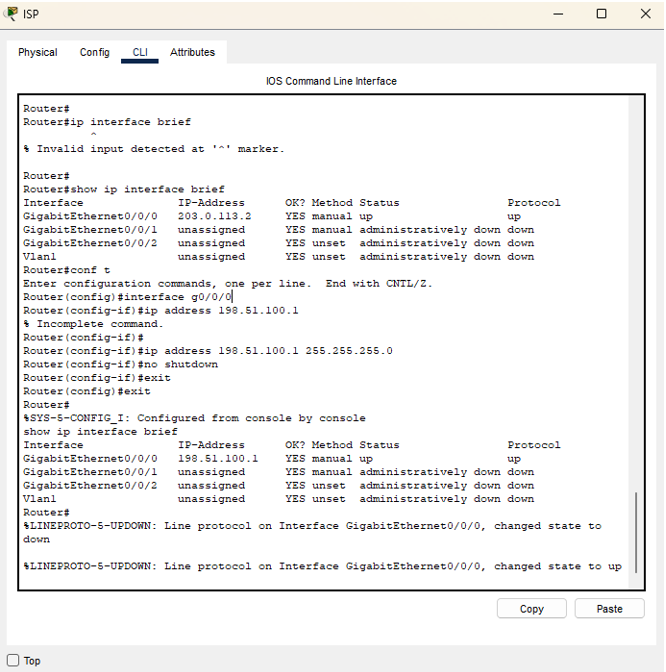 ISP
Physical Config CLI Attributes
IOS Command Line Interface
Router#
Router#ip interface brief
^
% Invalid input detected at '^' marker.
Router#
Router#show ip interface brief
Interface IP-Address OK? Method Status Protocol
GigabitEthernet0/0/0 203.0.113.2 YES manual up up
GigabitEthernet0/0/1 unassigned YES manual administratively down down
GigabitEthernet0/0/2 unassigned YES unset administratively down down
Vlan1 unassigned YES unset administratively down down
Router#conf t
Enter configuration commands, one per line. End with CNTL/Z.
Router(config)#interface g0/0/0
Router(config-if)#ip address 198.51.100.1
% Incomplete command.
Router(config-if)#
Router(config-if)#ip address 198.51.100.1 255.255.255.0
Router(config-if)#no shutdown
Router(config-if)#exit
Router(config)#exit
Router#
%SYS-5-CONFIG_I: Configured from console by console
show ip interface brief
Interface IP-Address OK? Method Status Protocol
GigabitEthernet0/0/0 198.51.100.1 YES manual up up
GigabitEthernet0/0/1 unassigned YES manual administratively down down
GigabitEthernet0/0/2 unassigned YES unset administratively down down
Vlan1 unassigned YES unset administratively down down
Router#
%LINEPROTO-5-UPDOWN: Line protocol on Interface GigabitEthernet0/0/0, changed state to
down
%LINEPROTO-5-UPDOWN: Line protocol on Interface GigabitEthernet0/0/0, changed state to up
Copy Paste
Top